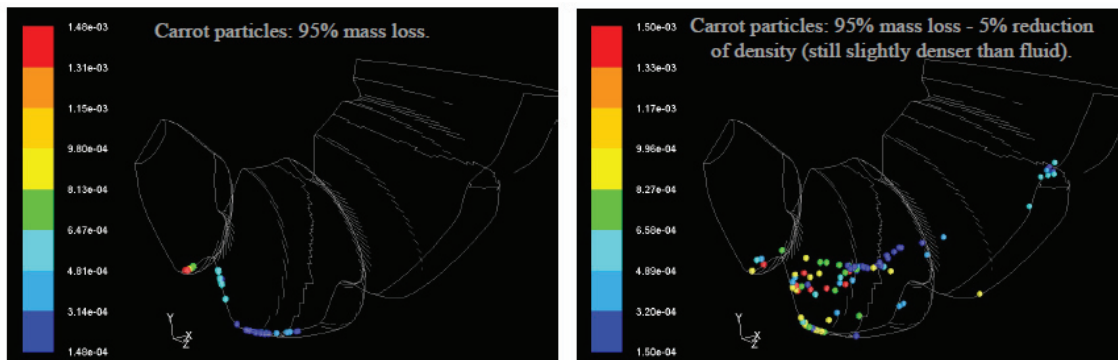 Carrot particles: 95% mass loss.
1.48e-03
1.31e-03
1.15e-03
9.80e-04
8.13e-04
6.47e-04
4.81e-04
3.14e-04
1.48e-04
Y
X
Z
Carrot particles: 95% mass loss - 5% reduction
of density (still slightly denser than fluid).
1.50e-03
1.33e-03
1.17e-03
9.96e-04
8.27e-04
6.58e-04
4.89e-04
3.20e-04
1.50e-04
Y
X
Z